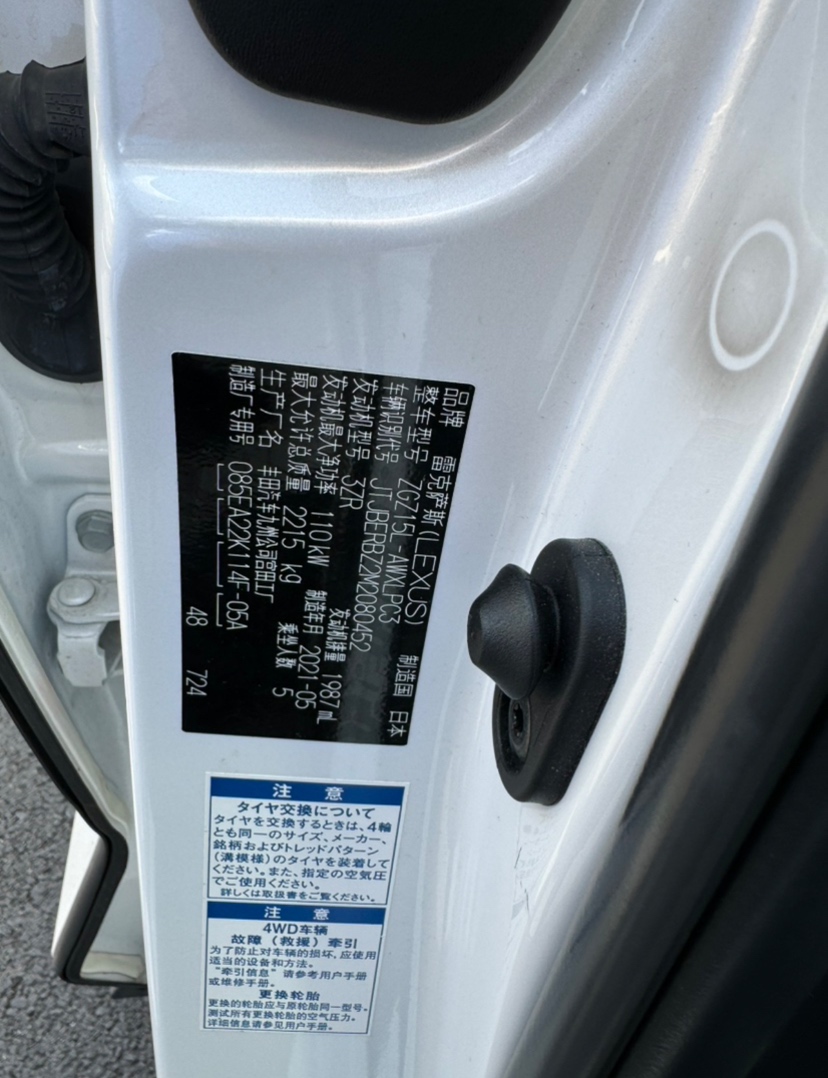 品牌 雷克萨斯(LEXUS) 制造国 日本
整车型号 ZGZ15L-AWXLPC3
车辆识别代号 JTJBERBZ2M2080452
发动机型号 3ZR 发动机排量 1987 mL
发动机最大净功率 110 kW 制造年月 2021-05
最大允许总质量 2215 kg 乘坐人数 5
生产厂名 丰田汽车九州公司宫田工厂
制造厂专用号 085EA22K114F-05A
48 724
注 意
タイヤ交換について
タイヤを交換するときは、4輪
とも同一のサイズ、メーカー、
銘柄およびトレッドパターン
(溝模様)のタイヤを装着して
ください。また、指定の空気圧
でご使用ください。
詳しくは取扱書をご覧ください。
注 意
4WD车辆
故障(救援)牵引
为了防止对车辆的损坏,应使用
适当的设备和方法。
"牵引信息"请参考用户手册
或维修手册。
更换轮胎
更换的轮胎应与原轮胎同一型号。
测试所有更换轮胎的空气压力。
详细信息请参见用户手册。